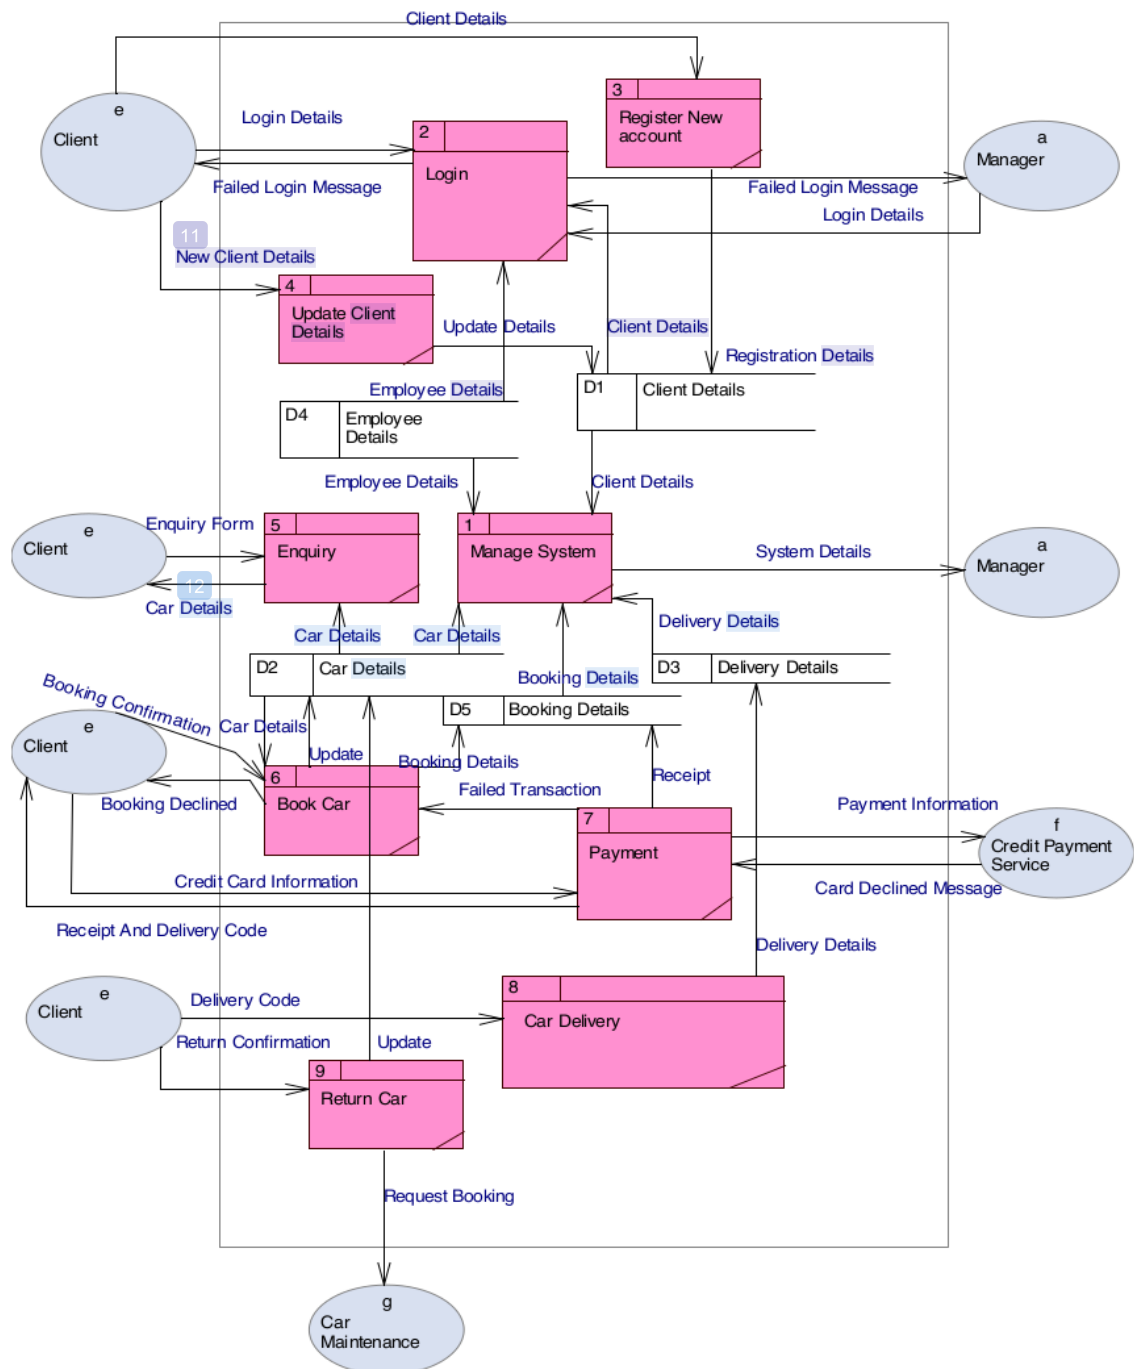 Client Details
e
Client
Login Details
2
Login
Failed Login Message
3
Register New
account
a
Manager
Failed Login Message
Login Details
11
New Client Details
4
Update Client
Details
Update Details
Client Details
Registration Details
Employee Details
D4
Employee
Details
D1
Client Details
Employee Details
Client Details
e
Client
Enquiry Form
5
Enquiry
1
Manage System
System Details
a
Manager
12
Car Details
Car Details
Car Details
Delivery Details
D2
Car Details
Booking Details
D3
Delivery Details
D5
Booking Details
Booking Confirmation
e
Client
Car Details
Update
Booking Details
Receipt
6
Book Car
Booking Declined
Failed Transaction
7
Payment
Payment Information
f
Credit Payment
Service
Card Declined Message
Credit Card Information
Receipt And Delivery Code
Delivery Details
e
Client
Delivery Code
8
Car Delivery
Return Confirmation
Update
9
Return Car
Request Booking
g
Car
Maintenance